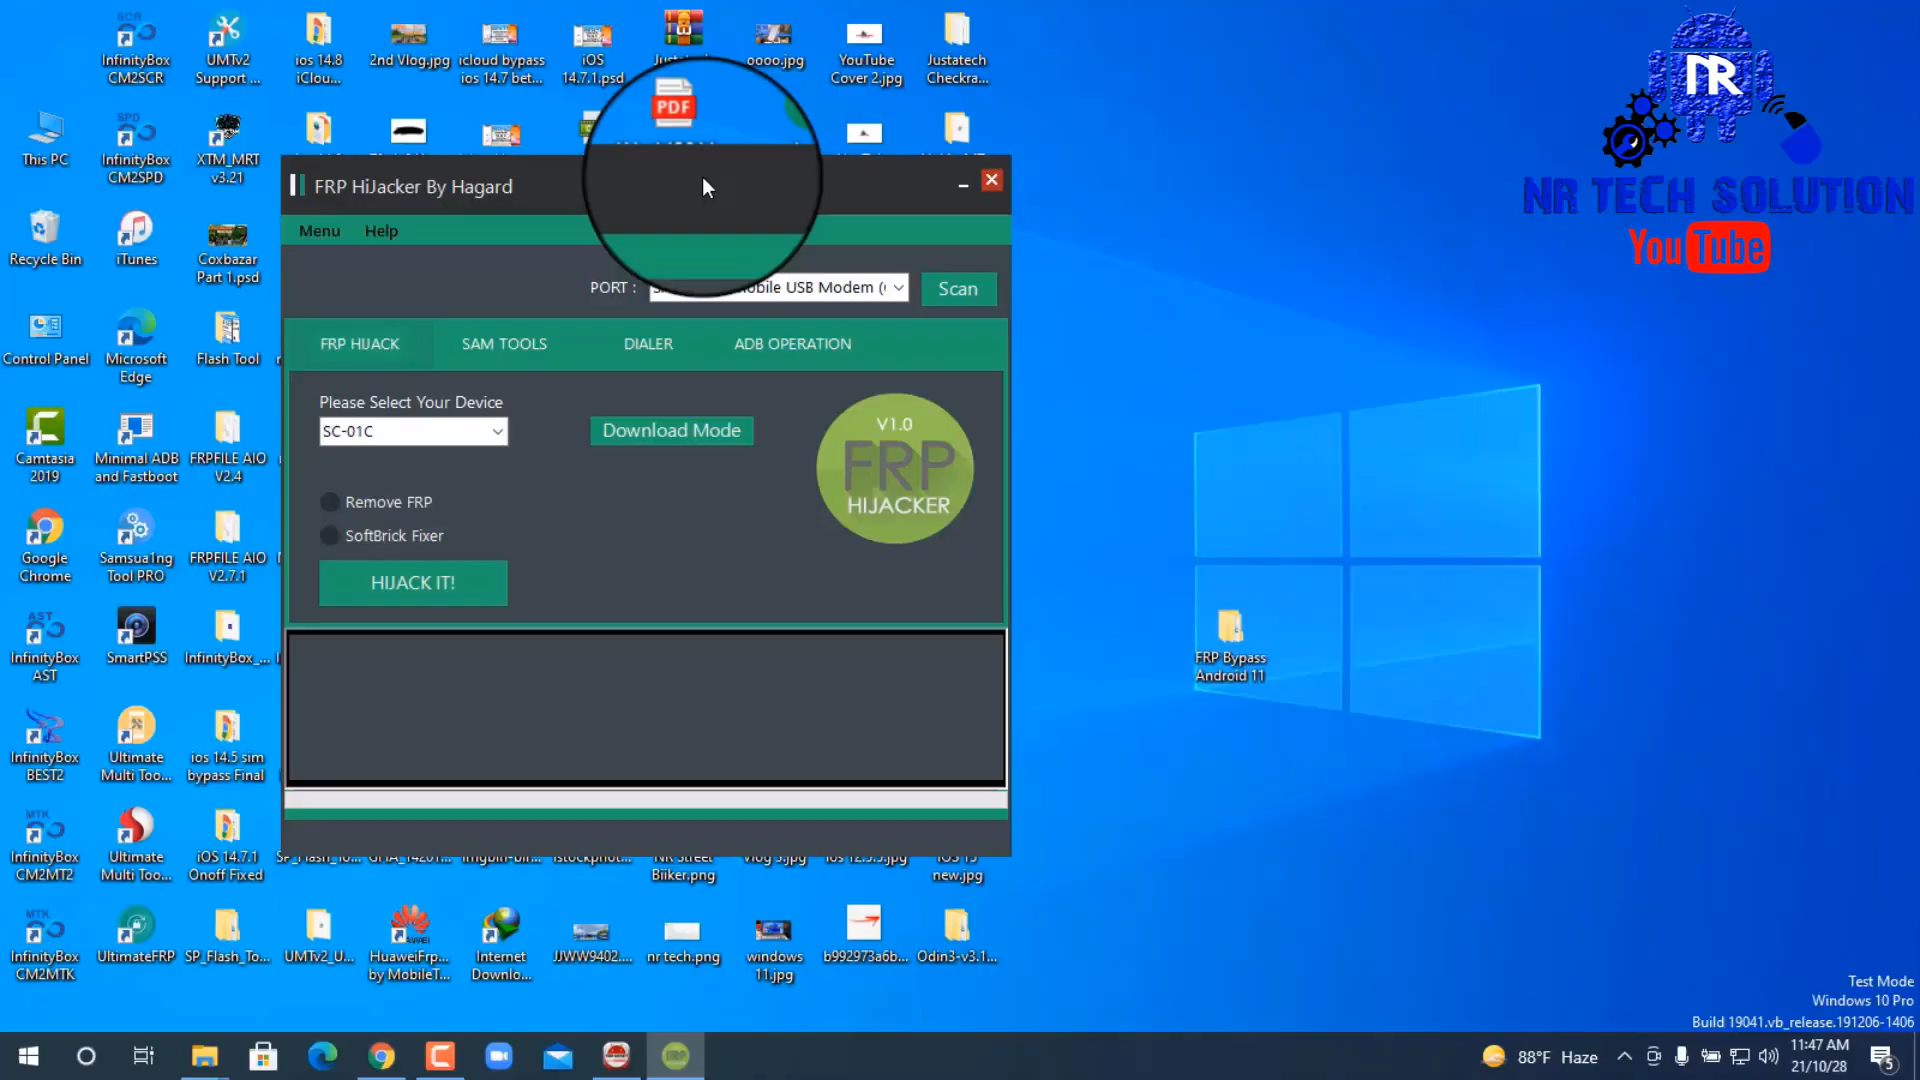 InfinityBox
CM2SCR
UMTv2
Support ...
ios 14.8
iClou...
2nd Vlog.jpg
icloud bypass
ios 14.7 bet...
iOS
14.7.1.psd
oooo.jpg
YouTube
Cover 2.jpg
Justatech
Checkra...
PDF
This PC
InfinityBox
CM2SPD
XTM_MRT
v3.21
Recycle Bin
iTunes
Coxbazar
Part 1.psd
Control Panel
Microsoft
Edge
Flash Tool
Camtasia
2019
Minimal ADB
and Fastboot
FRPFILE AIO
V2.4
Google
Chrome
Samsua1ng
Tool PRO
FRPFILE AIO
V2.7.1
InfinityBox
AST
SmartPSS
InfinityBox_...
InfinityBox
BEST2
Ultimate
Multi Too...
ios 14.5 sim
bypass Final
InfinityBox
CM2MT2
Ultimate
Multi Too...
iOS 14.7.1
Onoff Fixed
Biiker.png
new.jpg
InfinityBox
CM2MTK
UltimateFRP
SP_Flash_To...
UMTv2_U...
HuaweiFrp...
by MobileT...
Internet
Downlo...
JJWW9402....
nr tech.png
windows
11.jpg
b992973a6b...
Odin3-v3.1...
FRP HiJacker By Hagard
Menu Help
PORT :
obile USB Modem (
Scan
FRP HIJACK SAM TOOLS DIALER ADB OPERATION
Please Select Your Device
SC-01C
Download Mode
V1.0
FRP
HIJACKER
Remove FRP
SoftBrick Fixer
HIJACK IT!
NR
NR TECH SOLUTION
YouTube
FRP Bypass
Android 11
Test Mode
Windows 10 Pro
Build 19041.vb_release.191206-1406
88°F Haze
11:47 AM
21/10/28
5